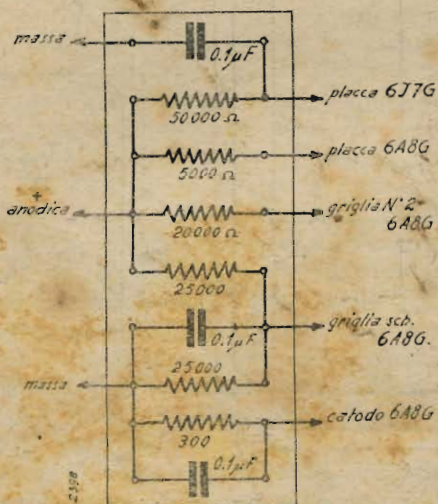 massa
0.1µF
placca 6J7G
50000 Ω
placca 6A8G
5000 Ω
+
anodica
griglia N° 2
6A8G
20000 Ω
25000
0.1µF
griglia sch.
6A8G.
25000
massa
catodo 6A8G
300
0.1µF
2398